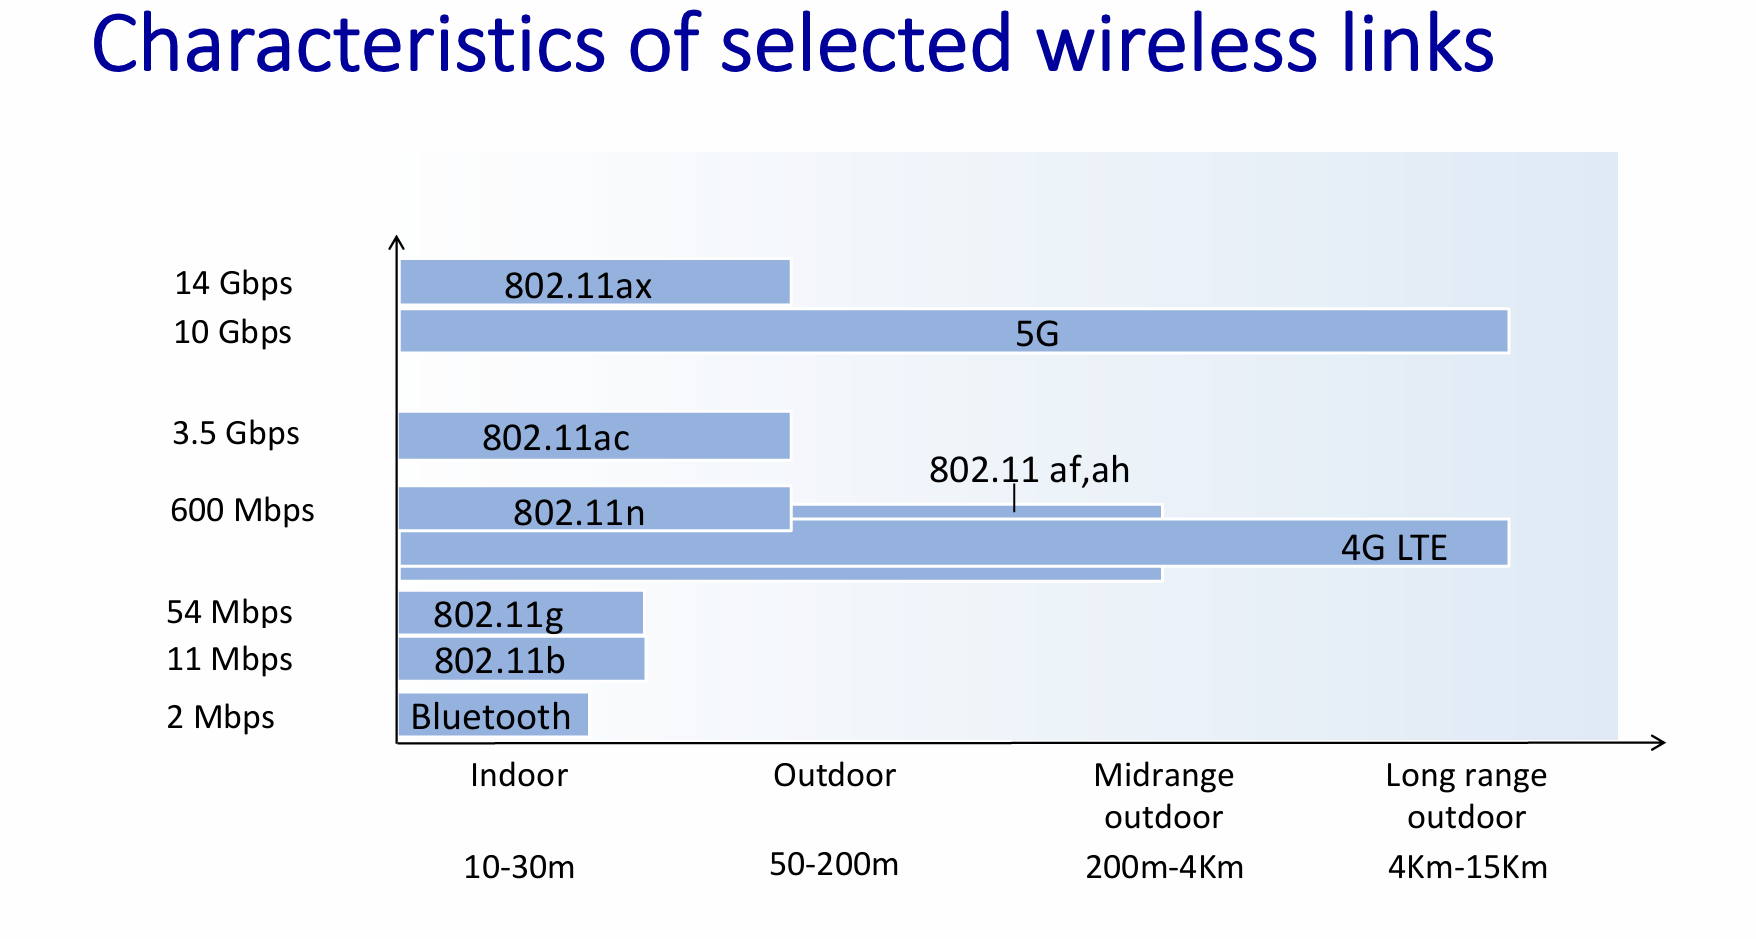 Characteristics of selected wireless links
14 Gbps
802.11ax
10 Gbps
5G
3.5 Gbps
802.11ac
802.11 af,ah
600 Mbps
802.11n
4G LTE
54 Mbps
802.11g
11 Mbps
802.11b
2 Mbps
Bluetooth
Indoor
Outdoor
Midrange
outdoor
Long range
outdoor
10-30m
50-200m
200m-4Km
4Km-15Km